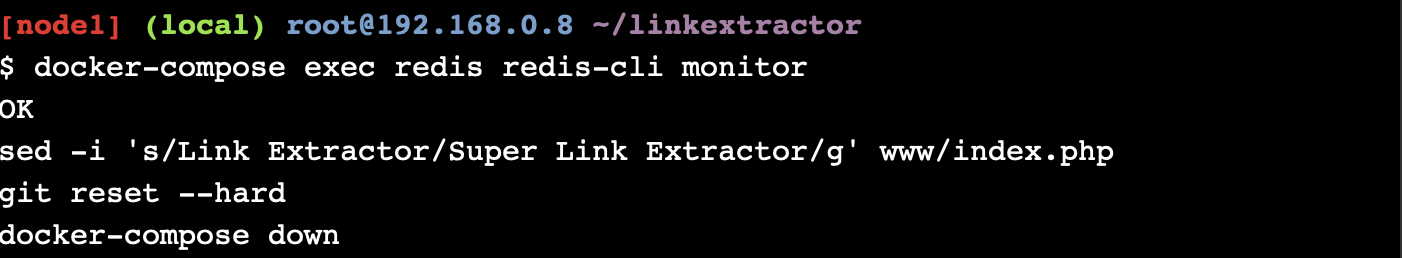 [node1] (local) root@192.168.0.8 ~/linkextractor
$ docker-compose exec redis redis-cli monitor
OK
sed -i 's/Link Extractor/Super Link Extractor/g' www/index.php
git reset --hard
docker-compose down